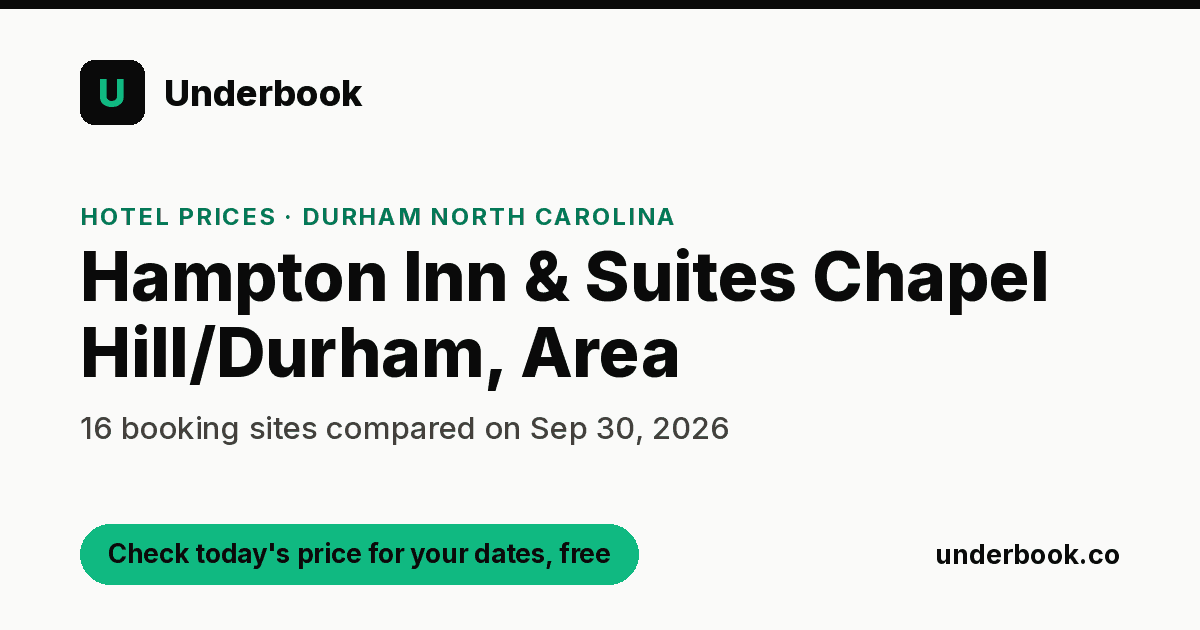 U
Underbook
HOTEL PRICES · DURHAM NORTH CAROLINA
Hampton Inn & Suites Chapel
Hill/Durham, Area
16 booking sites compared on Sep 30, 2026
Check today's price for your dates, free
underbook.co